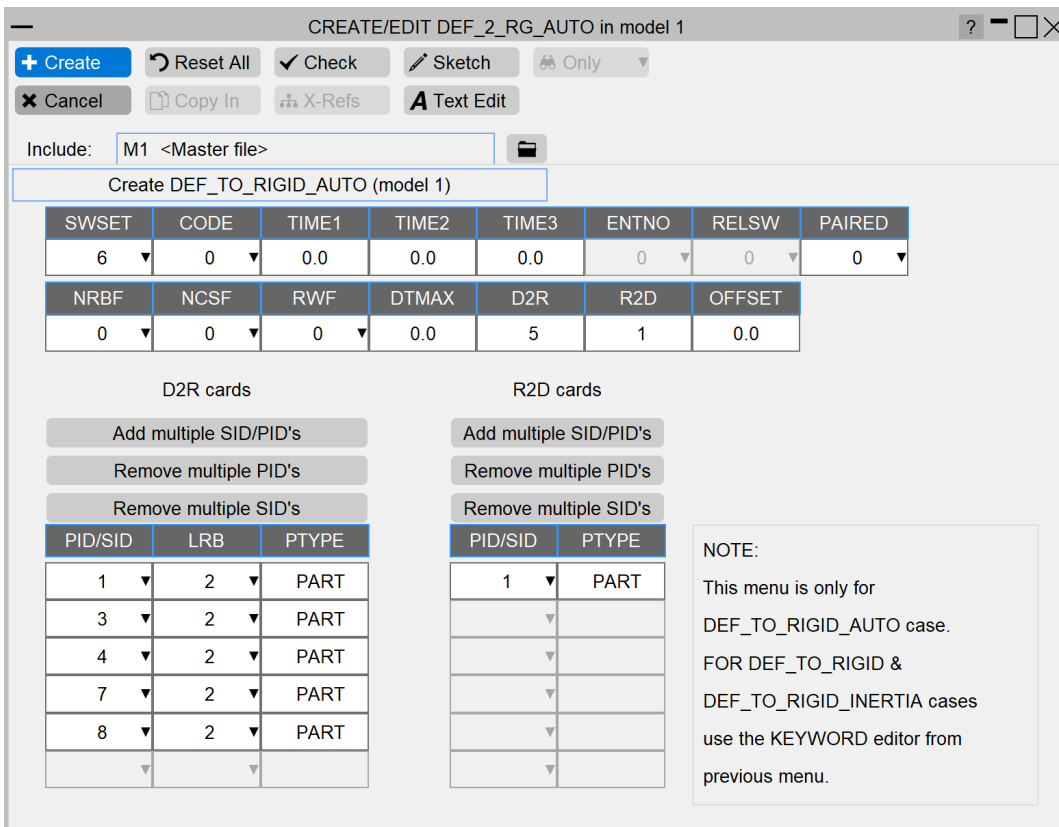 CREATE/EDIT DEF_2_RG_AUTO in model 1 ?
Create Reset All Check Sketch Only
Cancel Copy In X-Refs A Text Edit
Include: M1 <Master file>
Create DEF_TO_RIGID_AUTO (model 1)
SWSET CODE TIME1 TIME2 TIME3 ENTNO RELSW PAIRED
6 0 0.0 0.0 0.0 0 0 0
NRBF NCSF RWF DTMAX D2R R2D OFFSET
0 0 0 0.0 5 1 0.0
D2R cards
Add multiple SID/PID's
Remove multiple PID's
Remove multiple SID's
PID/SID LRB PTYPE
1 2 PART
3 2 PART
4 2 PART
7 2 PART
8 2 PART
R2D cards
Add multiple SID/PID's
Remove multiple PID's
Remove multiple SID's
PID/SID PTYPE
1 PART
NOTE:
This menu is only for
DEF_TO_RIGID_AUTO case.
FOR DEF_TO_RIGID &
DEF_TO_RIGID_INERTIA cases
use the KEYWORD editor from
previous menu.